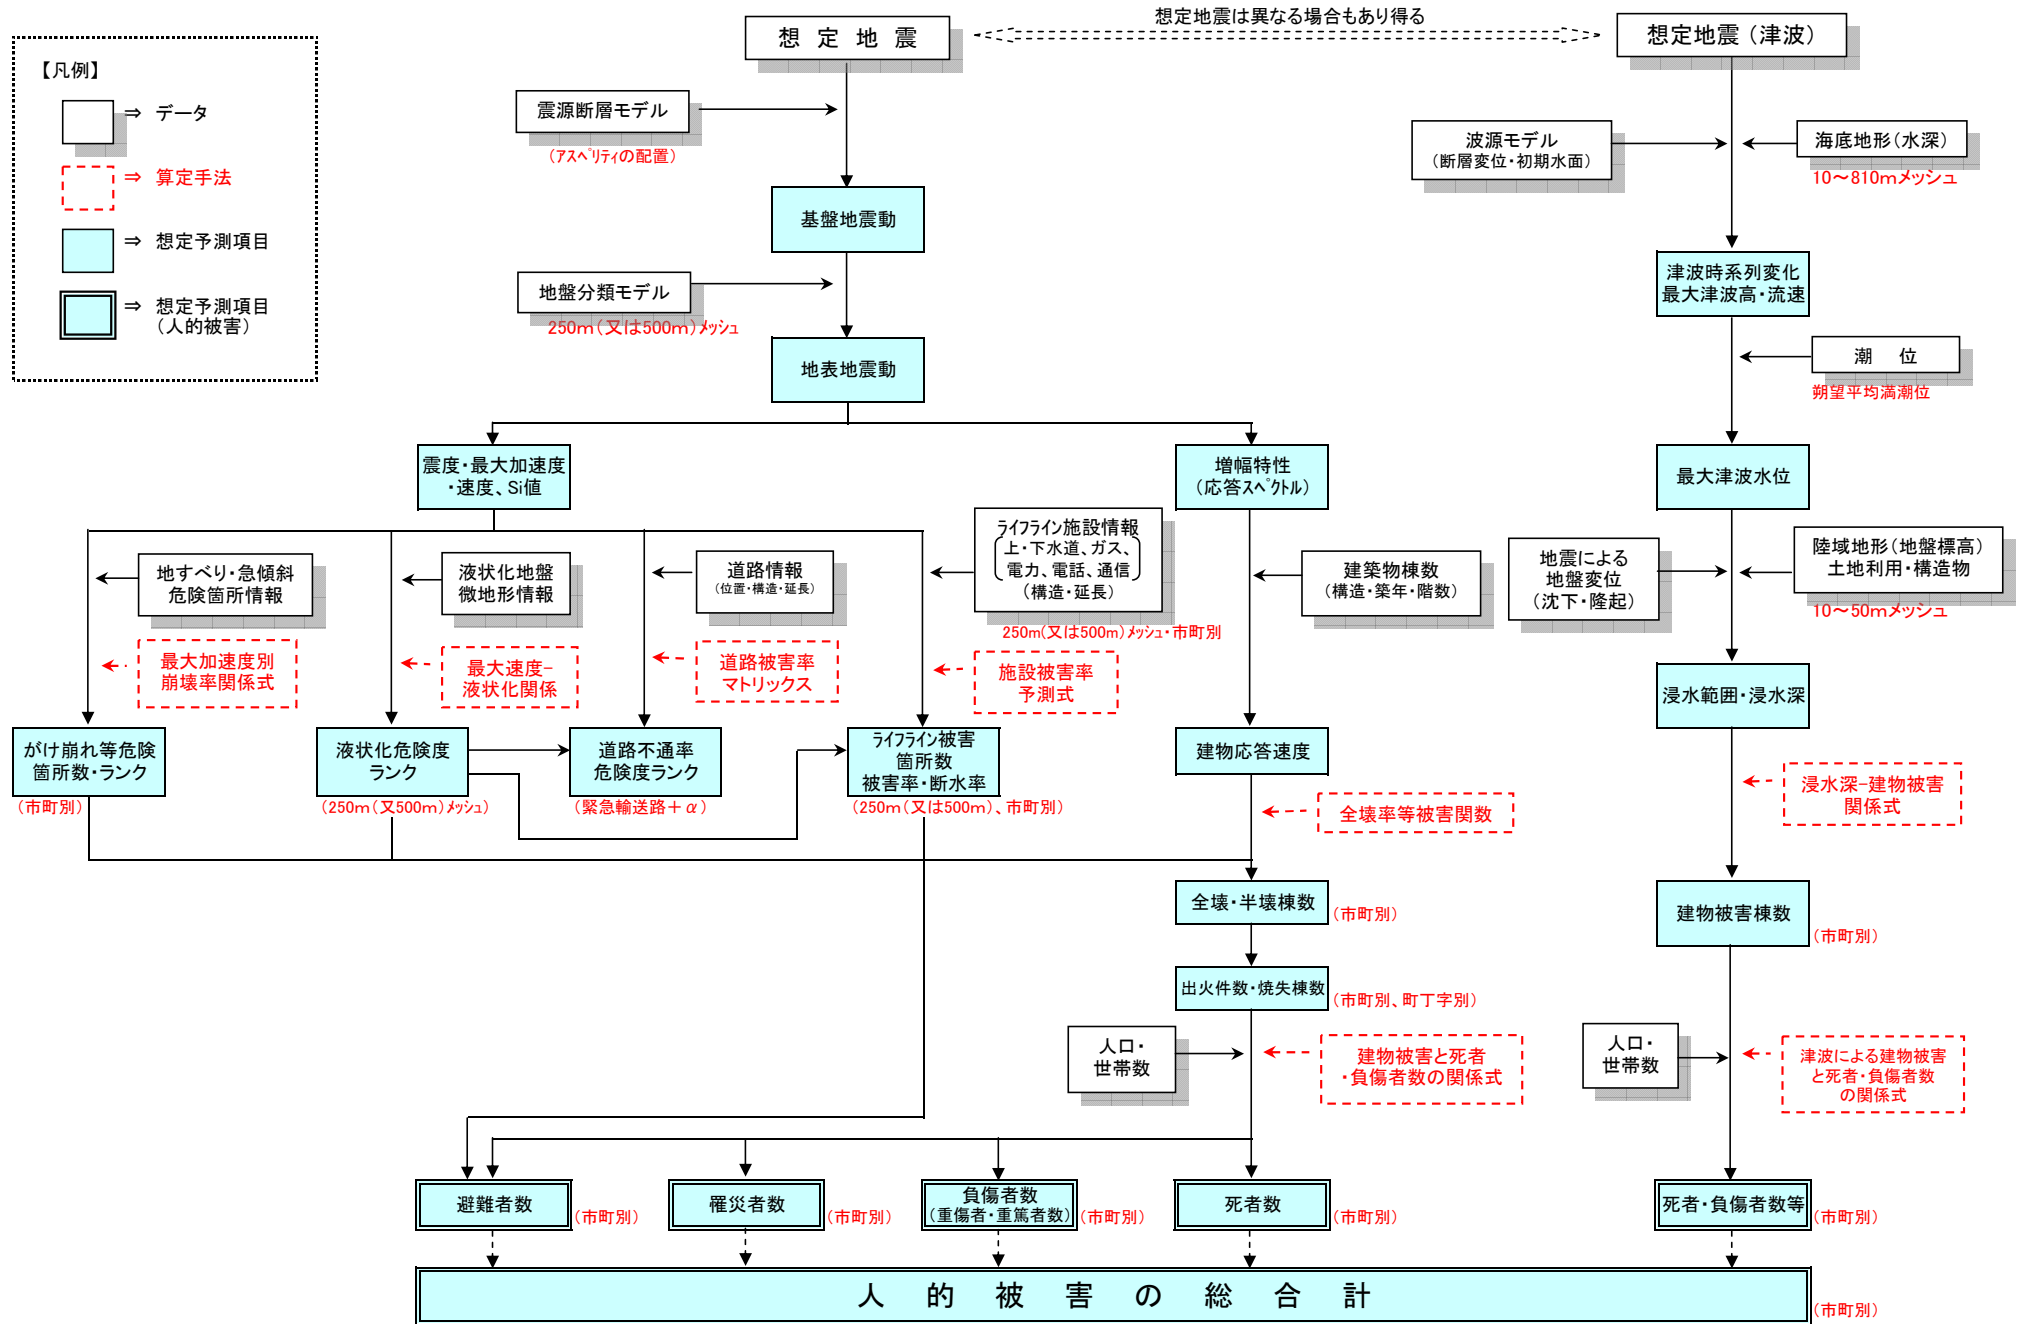 想定地震は異なる場合もあり得る
想 定 地 震
想定地震（津波）
【凡例】
⇒ データ
⇒ 算定手法
⇒ 想定予測項目
⇒ 想定予測項目
（人的被害）
震源断層モデル
（アスペリティの配置）
波源モデル
（断層変位・初期水面）
海底地形（水深）
10～810mメッシュ
基盤地震動
地盤分類モデル
250m（又は500m）メッシュ
津波時系列変化
最大津波高・流速
地表地震動
潮 位
朔望平均満潮位
震度・最大加速度
・速度、Si値
増幅特性
（応答スペクトル）
最大津波水位
地すべり・急傾斜
危険箇所情報
液状化地盤
微地形情報
道路情報
（位置・構造・延長）
ライフライン施設情報
上・下水道、ガス、
電力、電話、通信
（構造・延長）
250m（又は500m）メッシュ・市町別
建築物棟数
（構造・築年・階数）
地震による
地盤変位
（沈下・隆起）
陸域地形（地盤標高）
土地利用・構造物
10～50mメッシュ
最大加速度別
崩壊率関係式
最大速度－
液状化関係
道路被害率
マトリックス
施設被害率
予測式
浸水範囲・浸水深
がけ崩れ等危険
箇所数・ランク
（市町別）
液状化危険度
ランク
（250m（又500m）メッシュ）
道路不通率
危険度ランク
（緊急輸送路＋α）
ライフライン被害
箇所数
被害率・断水率
（250m（又は500m）、市町別）
建物応答速度
全壊率等被害関数
浸水深－建物被害
関係式
全壊・半壊棟数
（市町別）
建物被害棟数
（市町別）
出火件数・焼失棟数
（市町別、町丁字別）
人口・
世帯数
建物被害と死者
・負傷者数の関係式
人口・
世帯数
津波による建物被害
と死者・負傷者数
の関係式
避難者数
（市町別）
罹災者数
（市町別）
負傷者数
（重傷者・重篤者数）
（市町別）
死者数
（市町別）
死者・負傷者数等
（市町別）
人 的 被 害 の 総 合 計
（市町別）